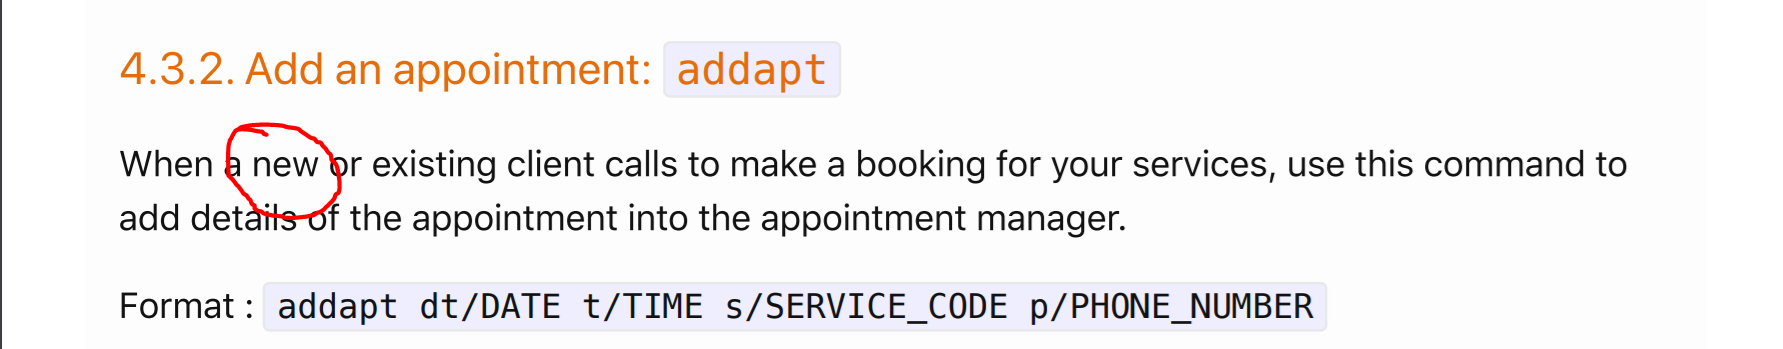 4.3.2. Add an appointment: addapt
When a new or existing client calls to make a booking for your services, use this command to
add details of the appointment into the appointment manager.
Format : addapt dt/DATE t/TIME s/SERVICE_CODE p/PHONE_NUMBER